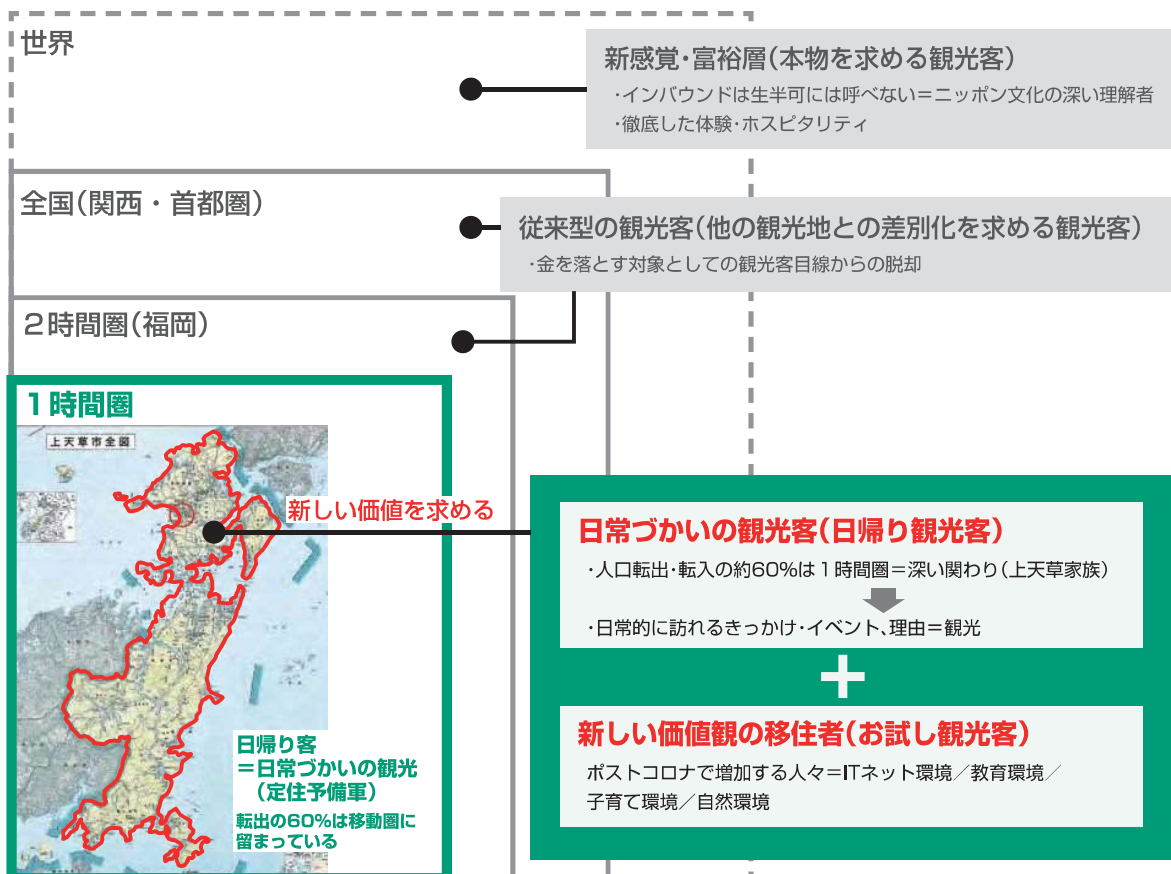 世界
新感覚・富裕層(本物を求める観光客)
・インバウンドは生半可には呼べない＝ニッポン文化の深い理解者
・徹底した体験・ホスピタリティ
全国(関西・首都圏)
従来型の観光客(他の観光地との差別化を求める観光客)
・金を落とす対象としての観光客目線からの脱却
２時間圏(福岡)
１時間圏
上天草市全図
新しい価値を求める
日帰り客
＝日常づかいの観光
(定住予備軍)
転出の60%は移動圏に
留まっている
日常づかいの観光客(日帰り観光客)
・人口転出・転入の約60%は１時間圏＝深い関わり(上天草家族)
・日常的に訪れるきっかけ・イベント、理由＝観光
＋
新しい価値観の移住者(お試し観光客)
ポストコロナで増加する人々＝ITネット環境／教育環境／
子育て環境／自然環境